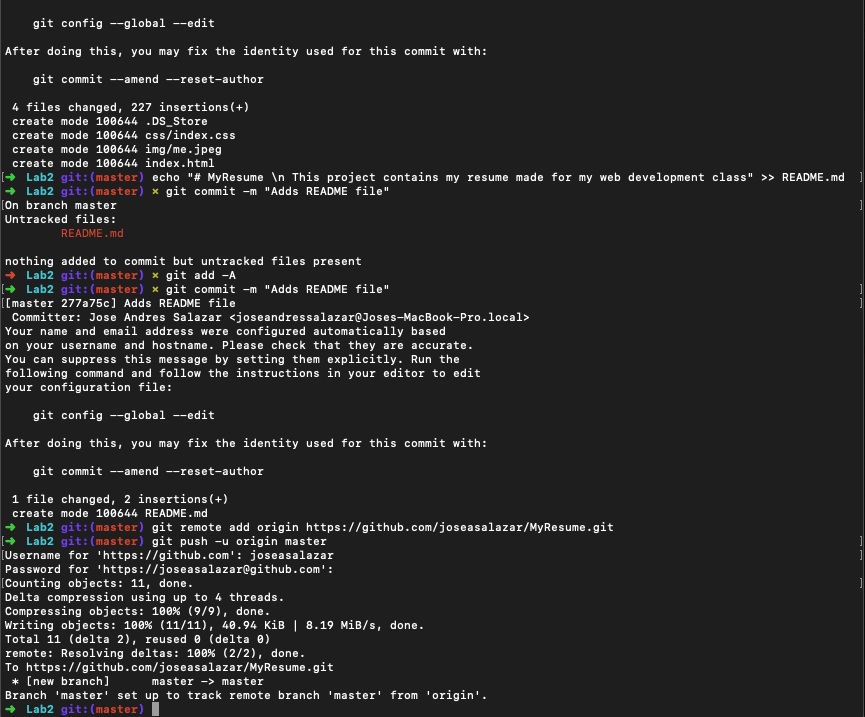 git config --global --edit
After doing this, you may fix the identity used for this commit with:
git commit --amend --reset-author
4 files changed, 227 insertions(+)
create mode 100644 .DS_Store
create mode 100644 css/index.css
create mode 100644 img/me.jpeg
create mode 100644 index.html
[➜ Lab2 git:(master) echo "# MyResume \n This project contains my resume made for my web development class" >> README.md ]
➜ Lab2 git:(master) ✗ git commit -m "Adds README file"
[On branch master ]
Untracked files:
README.md
nothing added to commit but untracked files present
➜ Lab2 git:(master) ✗ git add -A
[➜ Lab2 git:(master) ✗ git commit -m "Adds README file" ]
[[master 277a75c] Adds README file ]
Committer: Jose Andres Salazar <joseandressalazar@Joses-MacBook-Pro.local>
Your name and email address were configured automatically based
on your username and hostname. Please check that they are accurate.
You can suppress this message by setting them explicitly. Run the
following command and follow the instructions in your editor to edit
your configuration file:
git config --global --edit
After doing this, you may fix the identity used for this commit with:
git commit --amend --reset-author
1 file changed, 2 insertions(+)
create mode 100644 README.md
➜ Lab2 git:(master) git remote add origin https://github.com/joseasalazar/MyResume.git
[➜ Lab2 git:(master) git push -u origin master ]
[Username for 'https://github.com': joseasalazar ]
Password for 'https://joseasalazar@github.com':
[Counting objects: 11, done. ]
Delta compression using up to 4 threads.
Compressing objects: 100% (9/9), done.
Writing objects: 100% (11/11), 40.94 KiB | 8.19 MiB/s, done.
Total 11 (delta 2), reused 0 (delta 0)
remote: Resolving deltas: 100% (2/2), done.
To https://github.com/joseasalazar/MyResume.git
* [new branch] master -> master
Branch 'master' set up to track remote branch 'master' from 'origin'.
➜ Lab2 git:(master)